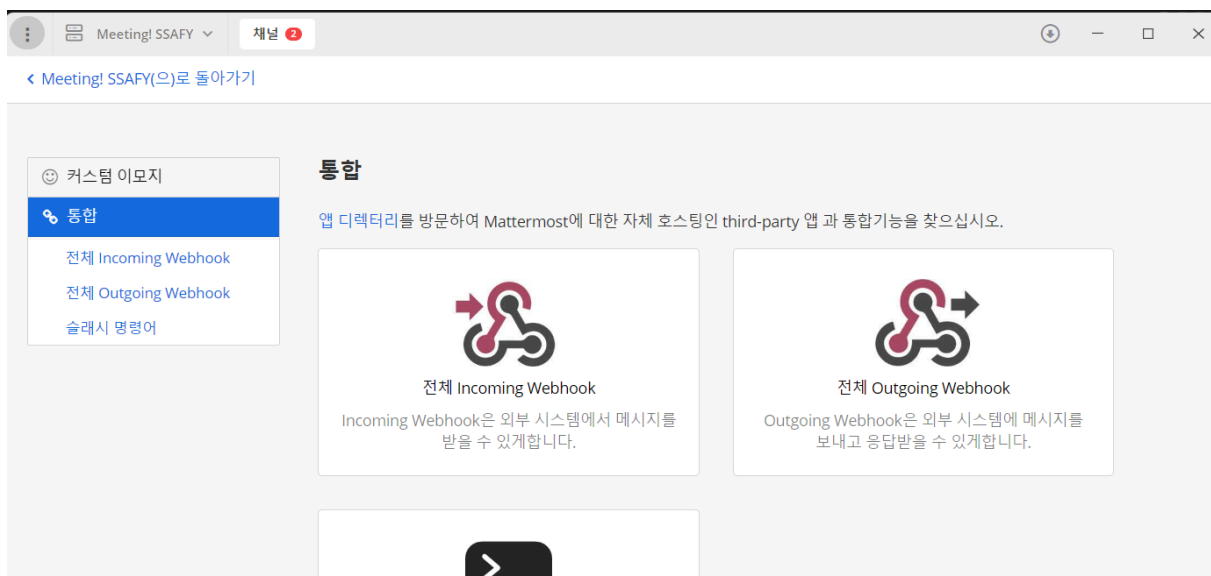 Meeting! SSAFY
채널 2
Meeting! SSAFY(으)로 돌아가기
커스텀 이모지
통합
전체 Incoming Webhook
전체 Outgoing Webhook
슬래시 명령어
통합
앱 디렉터리를 방문하여 Mattermost에 대한 자체 호스팅인 third-party 앱 과 통합기능을 찾으십시오.
전체 Incoming Webhook
Incoming Webhook은 외부 시스템에서 메시지를
받을 수 있게합니다.
전체 Outgoing Webhook
Outgoing Webhook은 외부 시스템에 메시지를
보내고 응답받을 수 있게합니다.